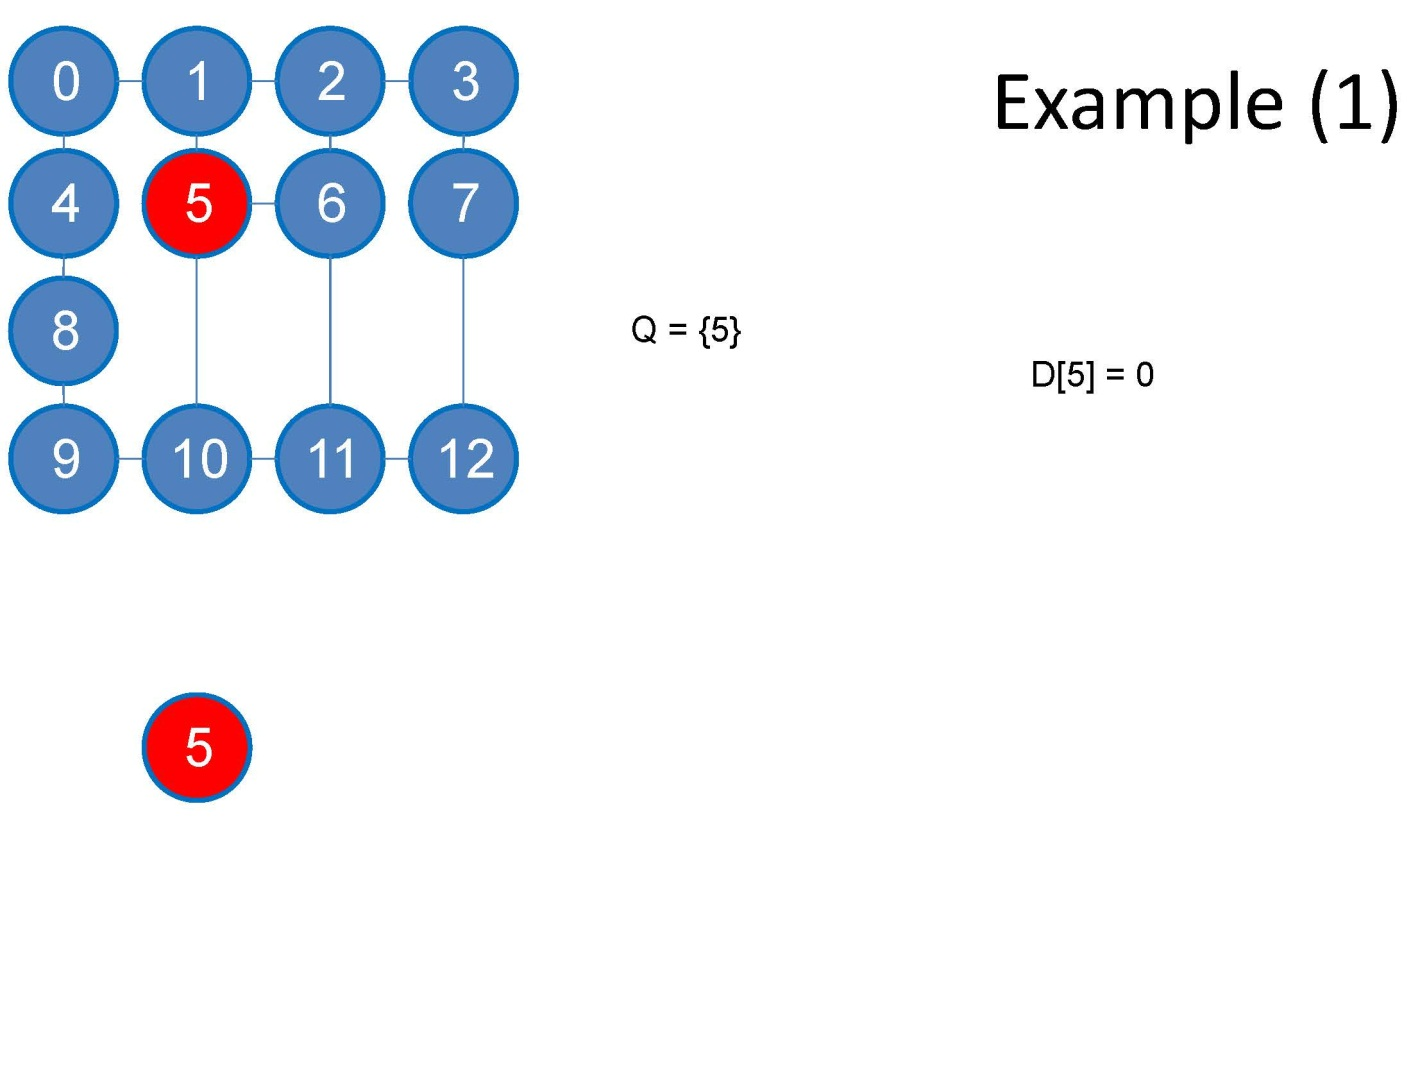 Example (1)
0 1 2 3
4 5 6 7
8
9 10 11 12
Q = {5}
D[5] = 0
5